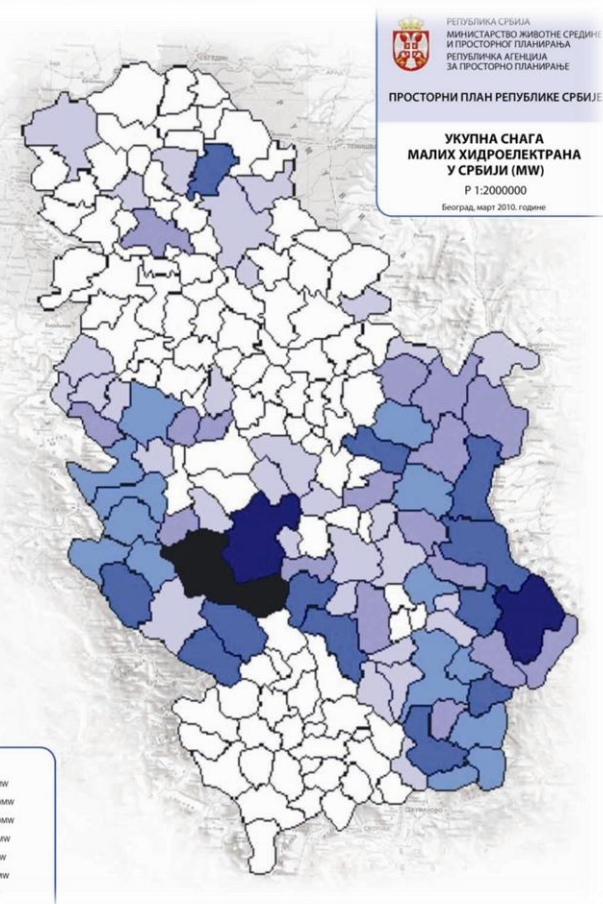 РЕПУБЛИКА СРБИЈА
МИНИСТАРСТВО ЖИВОТНЕ СРЕДИНЕ
И ПРОСТОРНОГ ПЛАНИРАЊА
РЕПУБЛИЧКА АГЕНЦИЈА
ЗА ПРОСТОРНО ПЛАНИРАЊЕ
ПРОСТОРНИ ПЛАН РЕПУБЛИКЕ СРБИЈЕ
УКУПНА СНАГА
МАЛИХ ХИДРОЕЛЕКТРАНА
У СРБИЈИ (MW)
Р 1:2000000
Београд, март 2010. године